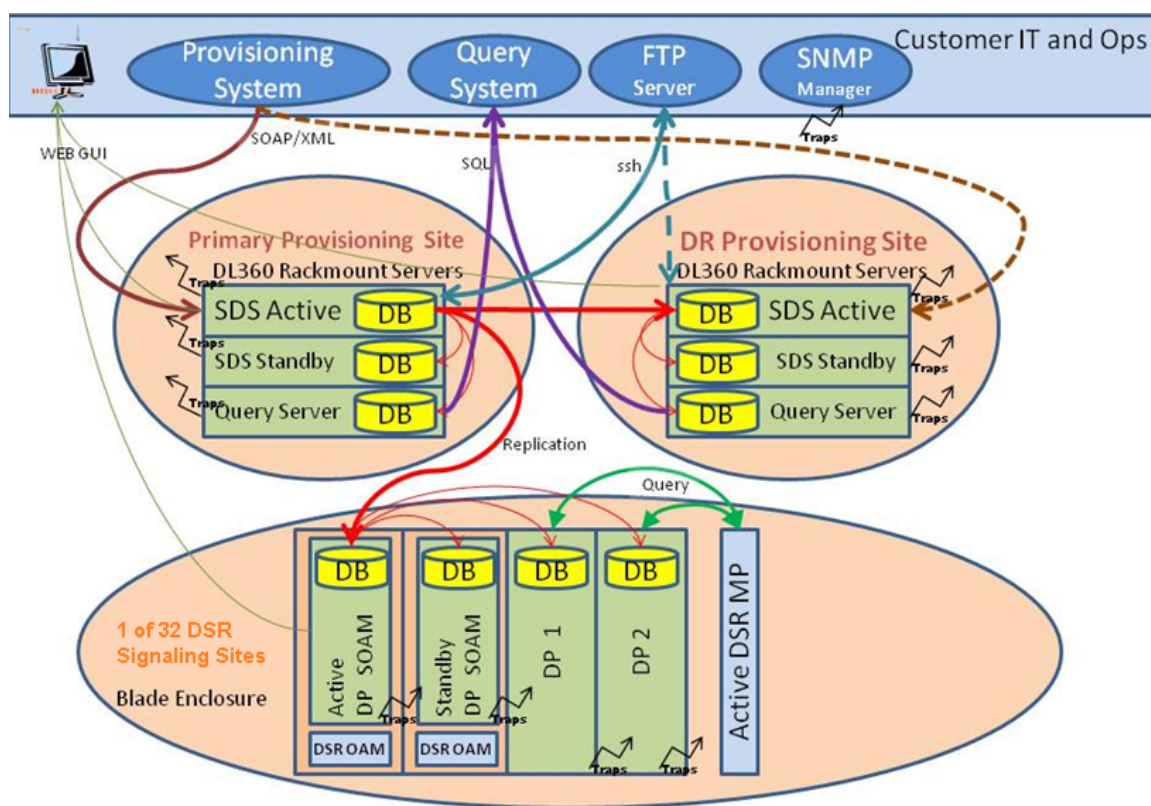 Customer IT and Ops
Provisioning
System
Query
System
FTP
Server
SNMP
Manager
Traps
WEB GUI
SOAP/XML
SQL
ssh
Primary Provisioning Site
DL360 Rackmount Servers
Traps
SDS Active
DB
Traps
SDS Standby
DB
Traps
Query Server
DB
DR Provisioning Site
DL360 Rackmount Servers
Traps
DB
SDS Active
DB
SDS Standby
Traps
DB
Query Server
Traps
Replication
Query
1 of 32 DSR
Signaling Sites
Blade Enclosure
DB
Active
DP SOAM
Traps
DSR OAM
DB
Standby
DP SOAM
Traps
DSR OAM
DB
DP 1
Traps
DB
DP 2
Traps
Active DSR MP